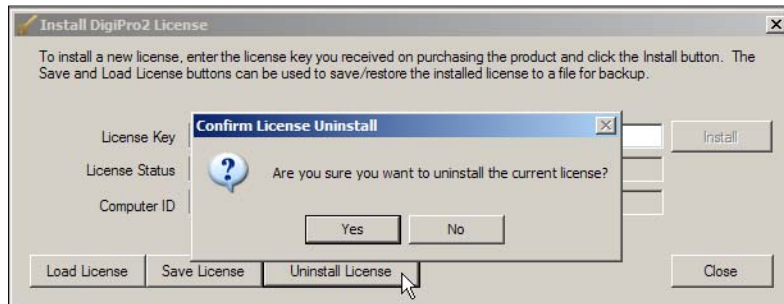 Install DigiPro2 License
To install a new license, enter the license key you received on purchasing the product and click the Install button. The
Save and Load License buttons can be used to save/restore the installed license to a file for backup.
Confirm License Uninstall
License Key
Install
License Status
Are you sure you want to uninstall the current license?
Computer ID
Yes
No
Load License
Save License
Uninstall License
Close